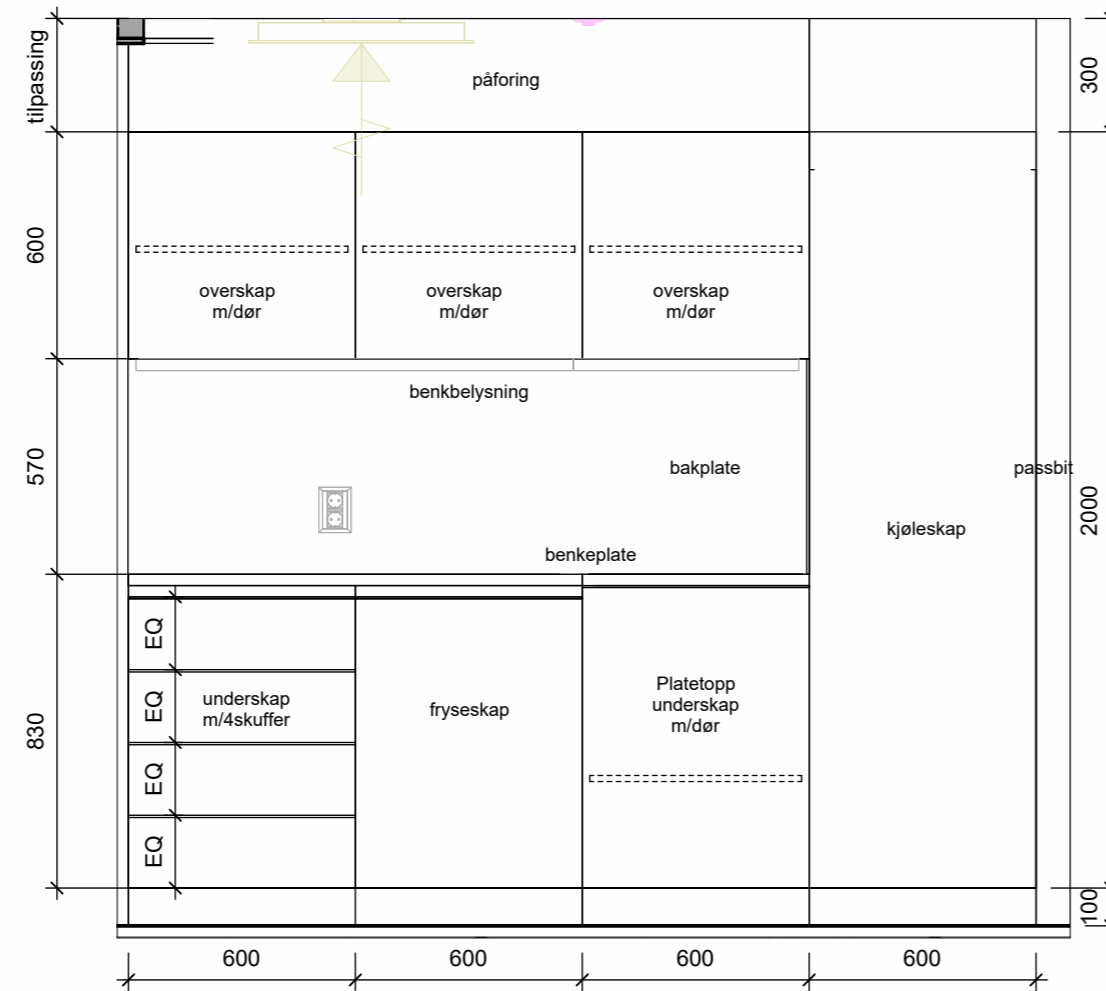 tilpassing
påforing
300
600
overskap
m/dør
overskap
m/dør
overskap
m/dør
benkbelysning
570
bakplate
passbit
2000
kjøleskap
benkeplate
830
EQ
EQ
EQ
EQ
underskap
m/4skuffer
fryseskap
Platetopp
underskap
m/dør
100
600
600
600
600